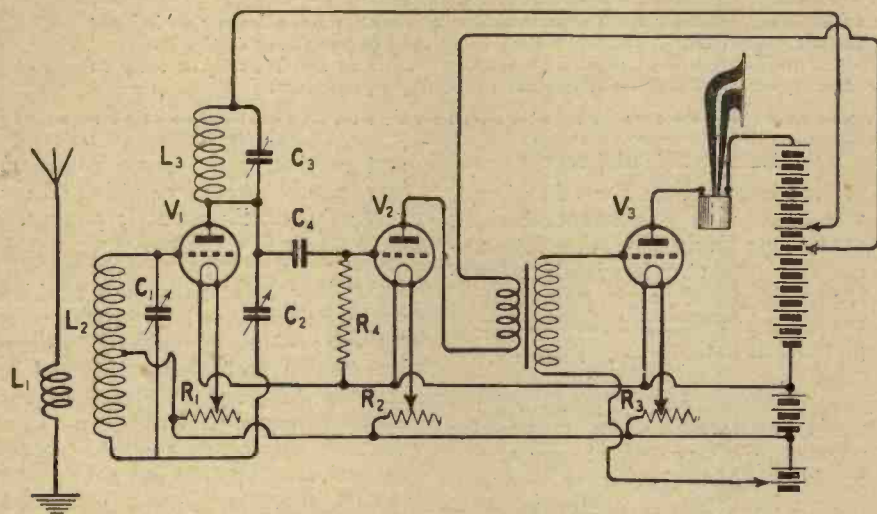 L₃
C₃
V₁
C₄
V₂
V₃
C₁
L₂
C₂
R₄
L₁
R₁
R₂
R₃